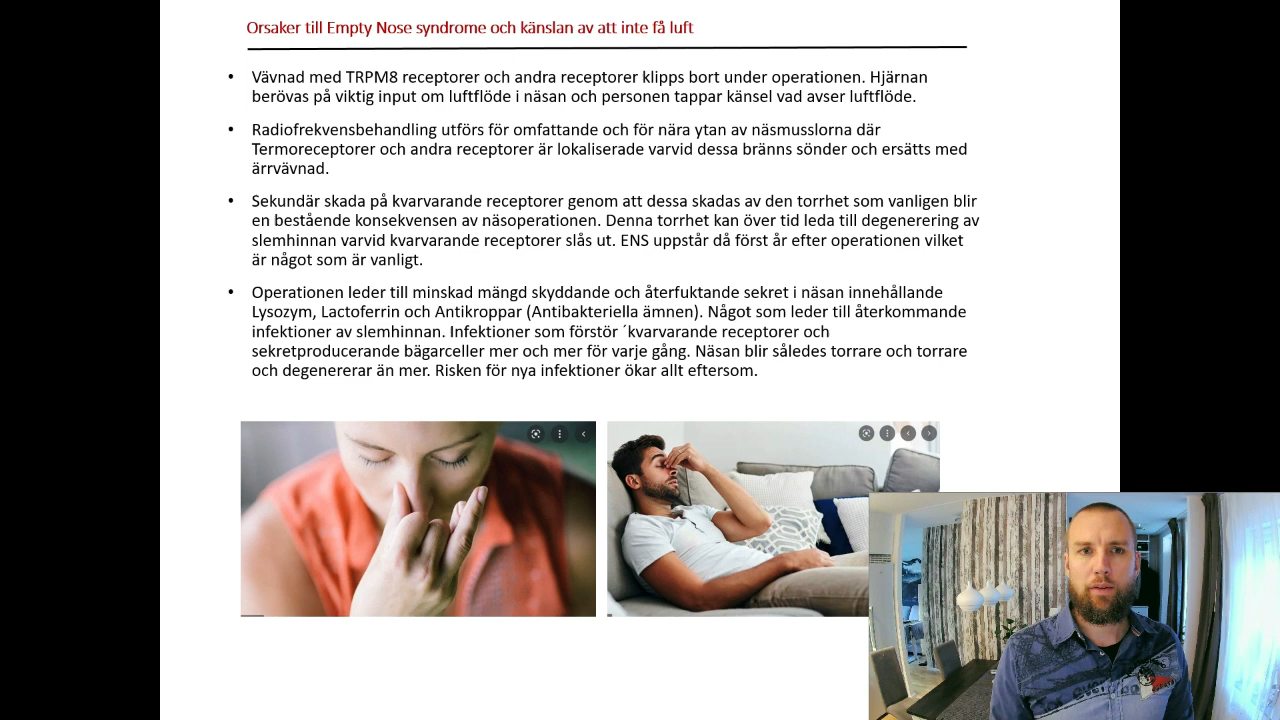 Orsaker till Empty Nose syndrome och känslan av att inte få luft
• Vävnad med TRPM8 receptorer och andra receptorer klipps bort under operationen. Hjärnan
berövas på viktig input om luftflöde i näsan och personen tappar känsel vad avser luftflöde.
• Radiofrekvensbehandling utförs för omfattande och för nära ytan av näsmusslorna där
Termoreceptorer och andra receptorer är lokaliserade varvid dessa bränns sönder och ersätts med
ärrvävnad.
• Sekundär skada på kvarvarande receptorer genom att dessa skadas av den torrhet som vanligen blir
en bestående konsekvensen av näsoperationen. Denna torrhet kan över tid leda till degenerering av
slemhinnan varvid kvarvarande receptorer slås ut. ENS uppstår då först år efter operationen vilket
är något som är vanligt.
• Operationen leder till minskad mängd skyddande och återfuktande sekret i näsan innehållande
Lysozym, Lactoferrin och Antikroppar (Antibakteriella ämnen). Något som leder till återkommande
infektioner av slemhinnan. Infektioner som förstör ´kvarvarande receptorer och
sekretproducerande bägarceller mer och mer för varje gång. Näsan blir således torrare och torrare
och degenererar än mer. Risken för nya infektioner ökar allt eftersom.